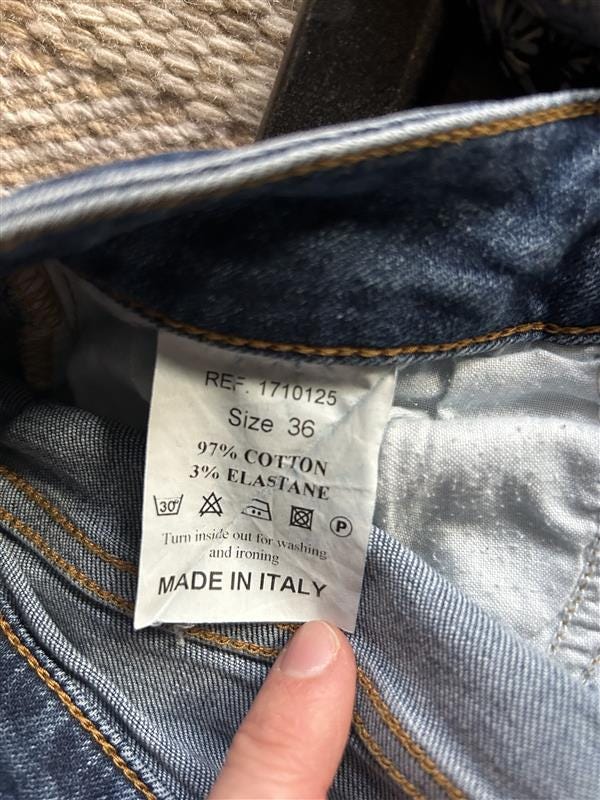 REF. 1710125
Size 36
97% COTTON
3% ELASTANE
30° P
Turn inside out for washing
and ironing
MADE IN ITALY